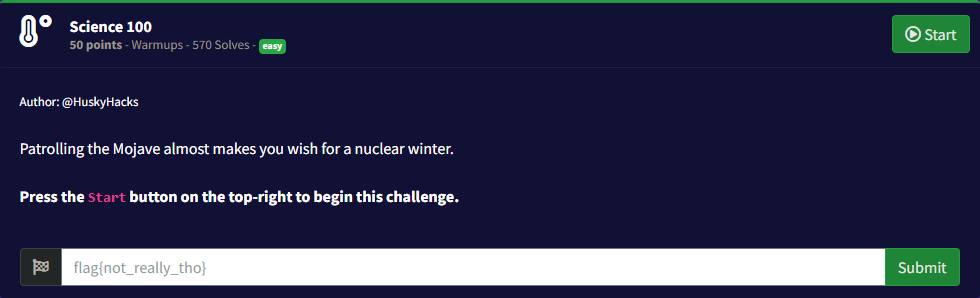 Science 100
50 points - Warmups - 570 Solves - easy
Start
Author: @HuskyHacks
Patrolling the Mojave almost makes you wish for a nuclear winter.
Press the Start button on the top-right to begin this challenge.
flag{not_really_tho}
Submit